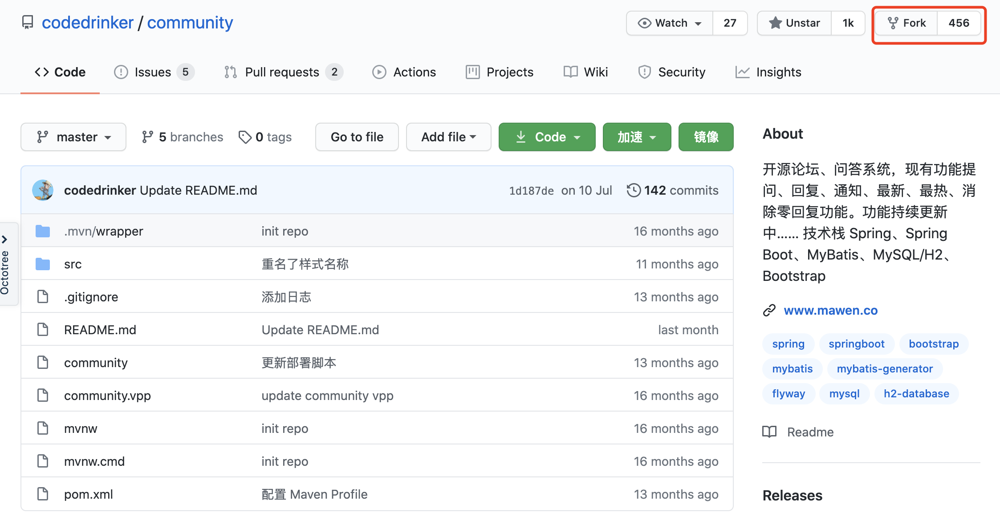 codedrinker / community
Watch 27 Unstar 1k Fork 456
Code Issues 5 Pull requests 2 Actions Projects Wiki Security Insights
master 5 branches 0 tags Go to file Add file Code 加速 镜像
codedrinker Update README.md 1d187de on 10 Jul 142 commits
.mvn/wrapper init repo 16 months ago
src 重名了样式名称 11 months ago
.gitignore 添加日志 13 months ago
README.md Update README.md last month
community 更新部署脚本 13 months ago
community.vpp update community vpp 16 months ago
mvnw init repo 16 months ago
mvnw.cmd init repo 16 months ago
pom.xml 配置 Maven Profile 13 months ago
Octotree
About
开源论坛、问答系统，现有功能提
问、回复、通知、最新、最热、消
除零回复功能。功能持续更新
中…… 技术栈 Spring、Spring
Boot、MyBatis、MySQL/H2、
Bootstrap
www.mawen.co
spring springboot bootstrap
mybatis mybatis-generator
flyway mysql h2-database
Readme
Releases